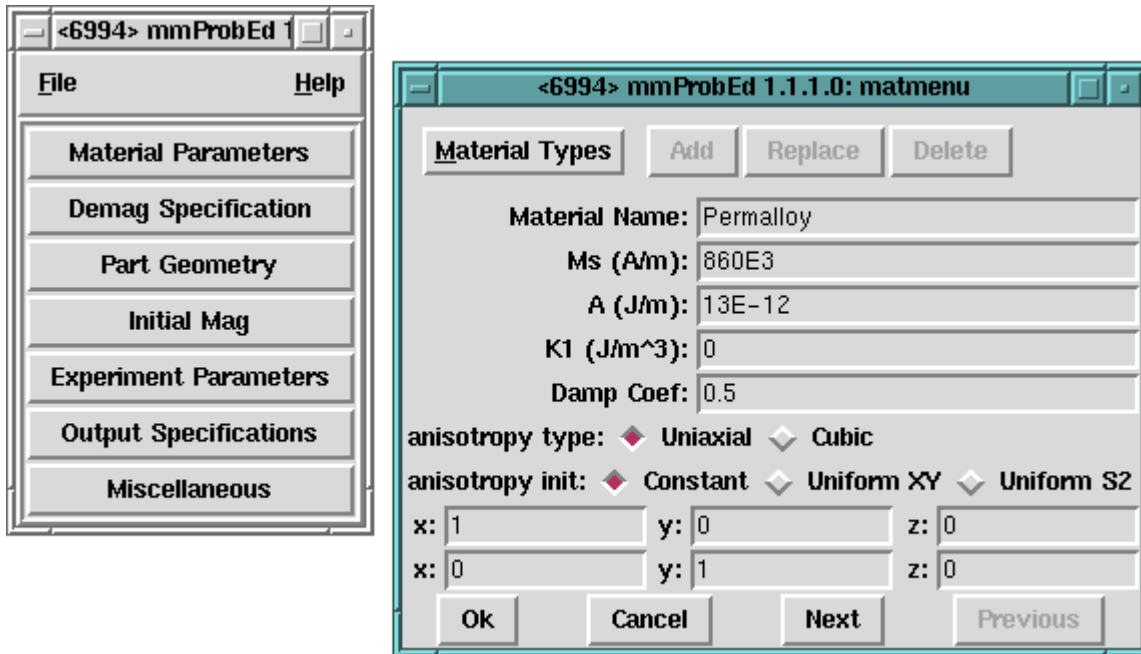 <6994> mmProbEd 1
File Help
Material Parameters
Demag Specification
Part Geometry
Initial Mag
Experiment Parameters
Output Specifications
Miscellaneous
<6994> mmProbEd 1.1.1.0: matmenu
Material Types Add Replace Delete
Material Name: Permalloy
Ms (A/m): 860E3
A (J/m): 13E-12
K1 (J/m^3): 0
Damp Coef: 0.5
anisotropy type: Uniaxial Cubic
anisotropy init: Constant Uniform XY Uniform S2
x: 1 y: 0 z: 0
x: 0 y: 1 z: 0
Ok Cancel Next Previous